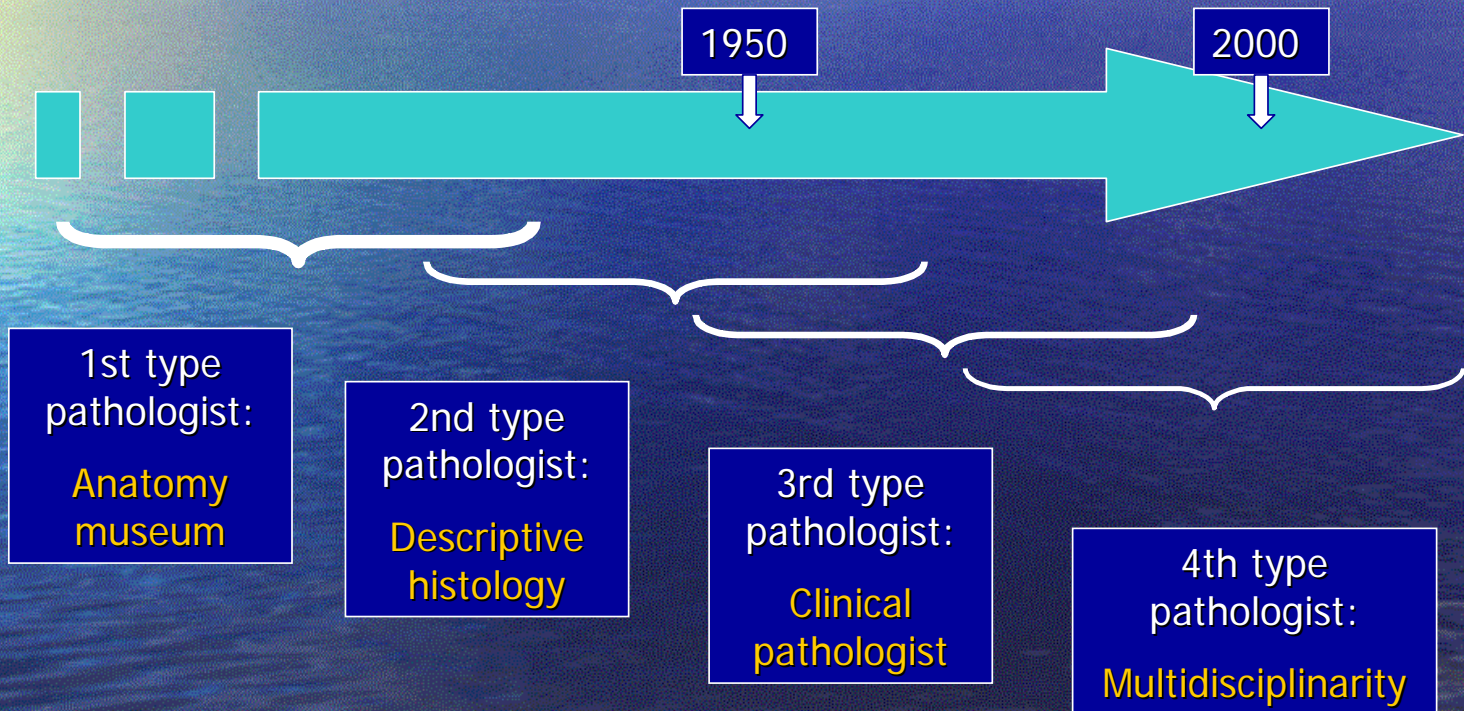 1950
2000
1st type
pathologist:
Anatomy
museum
2nd type
pathologist:
Descriptive
histology
3rd type
pathologist:
Clinical
pathologist
4th type
pathologist:
Multidisciplinarity